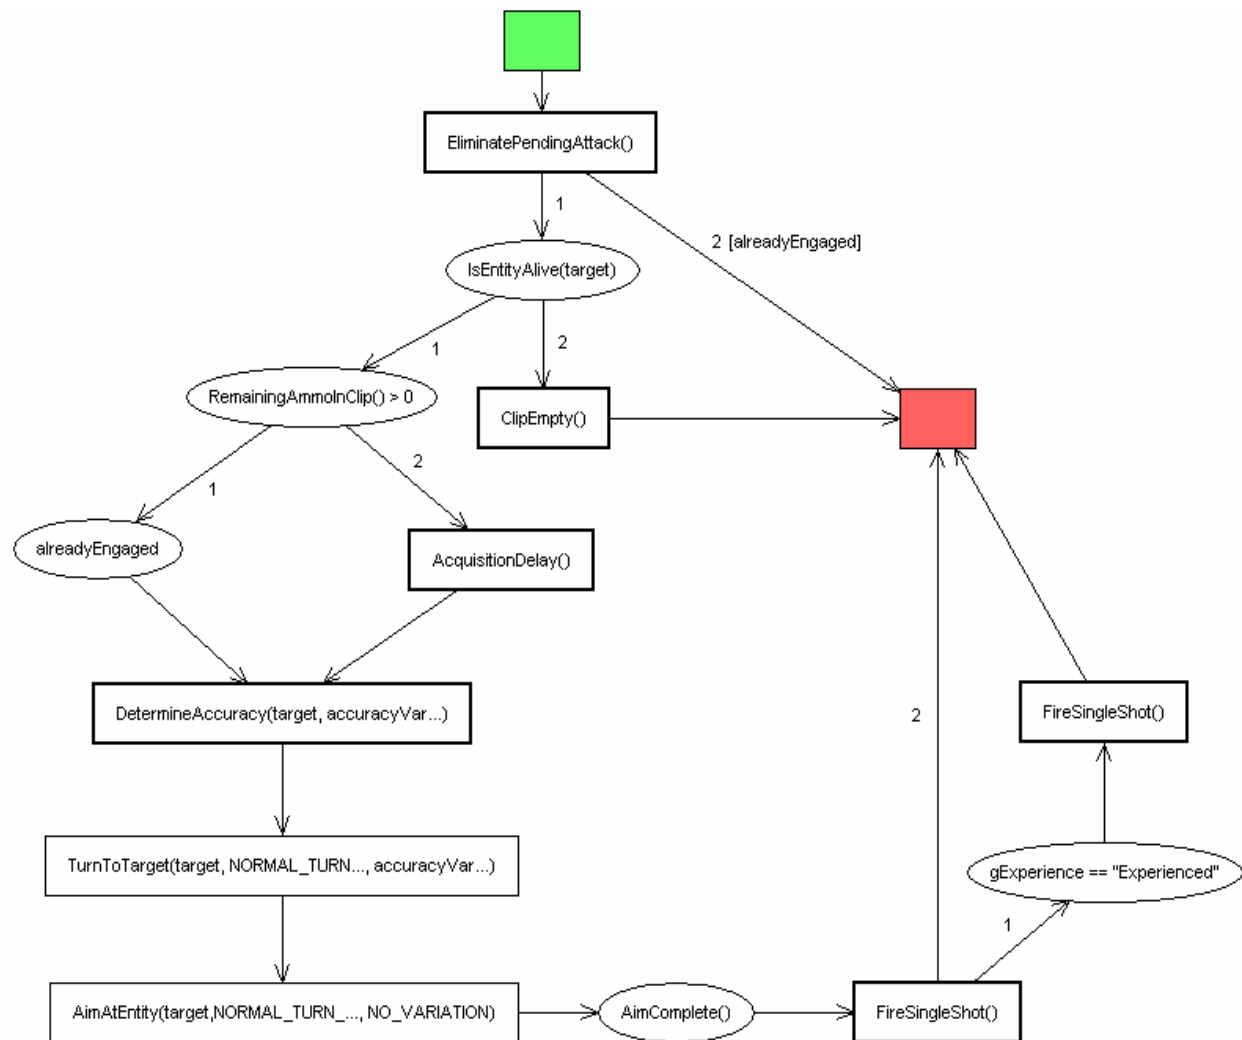 EliminatePendingAttack()
1
2 [alreadyEngaged]
IsEntityAlive(target)
1
2
RemainingAmmoInClip() > 0
ClipEmpty()
1
2
alreadyEngaged
AcquisitionDelay()
DetermineAccuracy(target, accuracyVar...)
2
FireSingleShot()
TurnToTarget(target, NORMAL_TURN..., accuracyVar...)
gExperience == "Experienced"
1
AimAtEntity(target,NORMAL_TURN_..., NO_VARIATION)
AimComplete()
FireSingleShot()